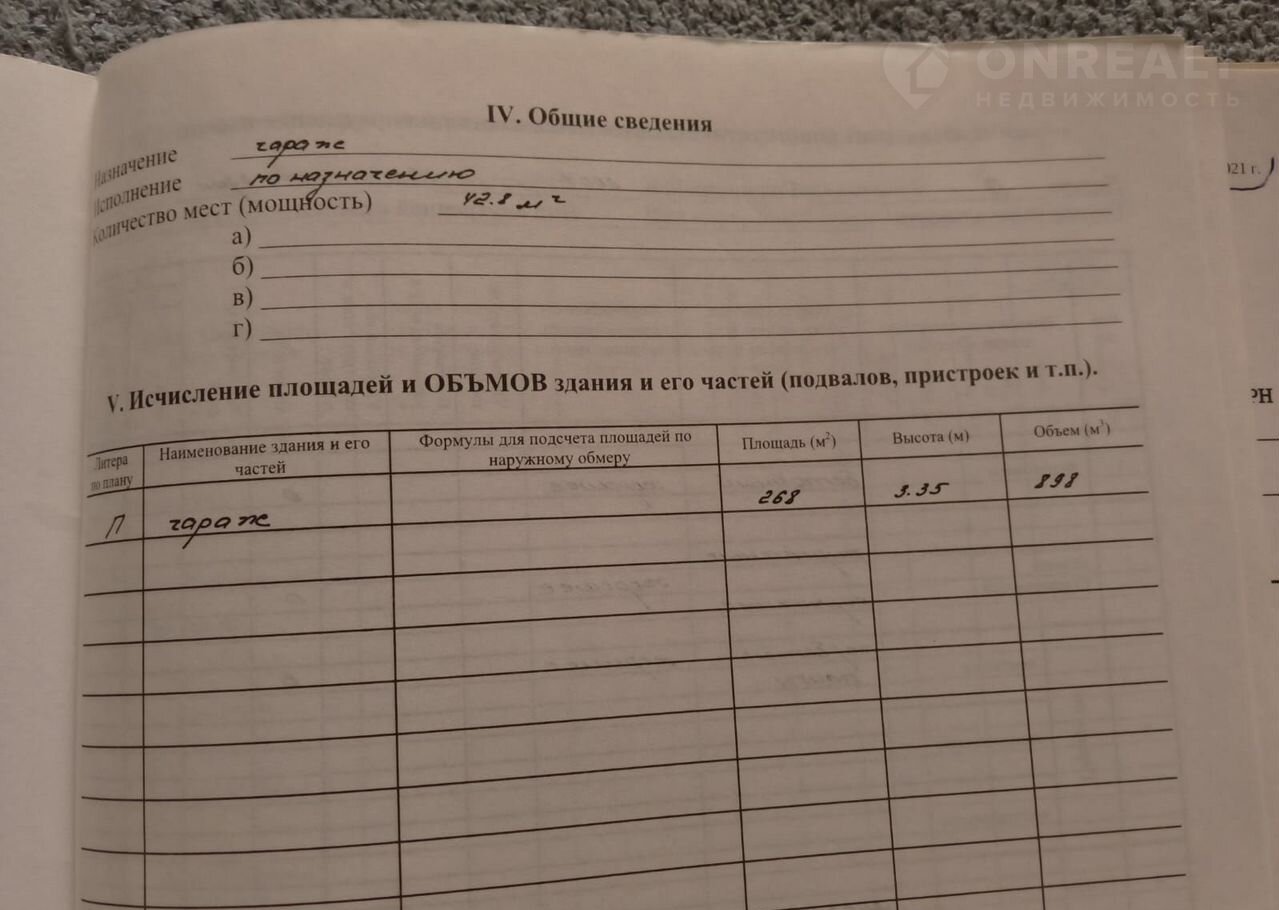 ONREALT
НЕДВИЖИМОСТЬ
IV. Общие сведения
Назначение гараж
Исполнение по назначению
Количество мест (мощность) 42.8 м2
а)
б)
в)
г)
021 г.
V. Исчисление площадей и ОБЪМОВ здания и его частей (подвалов, пристроек и т.п.).
РН
Литера по плану Наименование здания и его частей Формулы для подсчета площадей по наружному обмеру Площадь (м2) Высота (м) Объем (м3)
П гараж 268 3.35 898